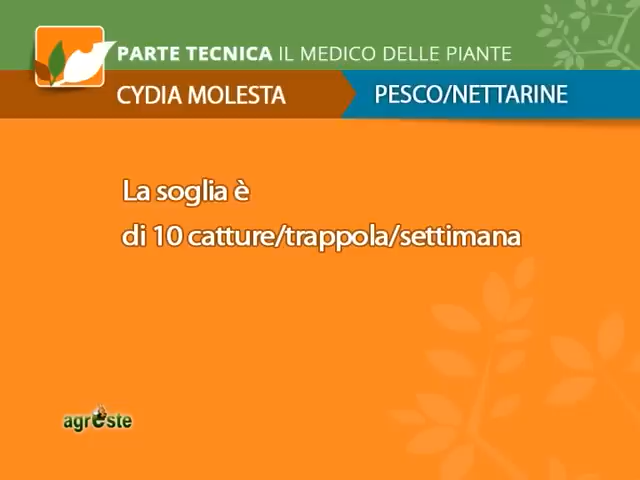 PARTE TECNICA IL MEDICO DELLE PIANTE
CYDIA MOLESTA
PESCO/NETTARINE
La soglia è
di 10 catture/trappola/settimana
agreste